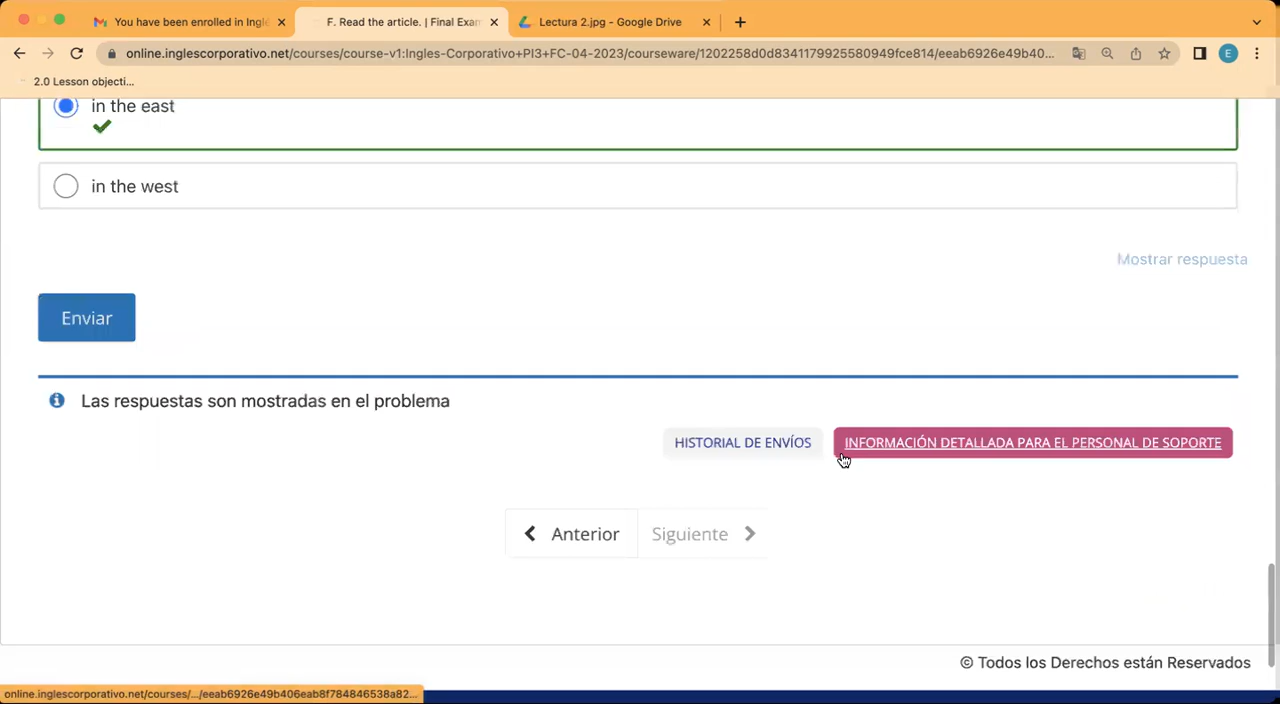 You have been enrolled in Inglé
F. Read the article. | Final Exam
Lectura 2.jpg - Google Drive
online.inglescorporativo.net/courses/course-v1:Ingles-Corporativo+PI3+FC-04-2023/courseware/1202258d0d8341179925580949fce814/eeab6926e49b40...
E
2.0 Lesson objecti...
in the east
in the west
Mostrar respuesta
Enviar
Las respuestas son mostradas en el problema
HISTORIAL DE ENVÍOS
INFORMACIÓN DETALLADA PARA EL PERSONAL DE SOPORTE
Anterior
Siguiente
© Todos los Derechos están Reservados
online.inglescorporativo.net/courses/.../eeab6926e49b406eab8f784846538a82...